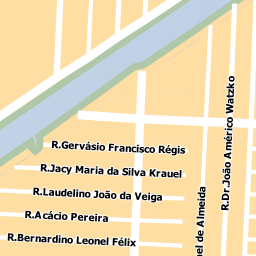 R.Gervásio Francisco Régis
R.Jacy Maria da Silva Krauel
R.Laudelino João da Veiga
R.Acácio Pereira
R.Bernardino Leonel Félix
el de Almeida
R.Dr.João Américo Watzko